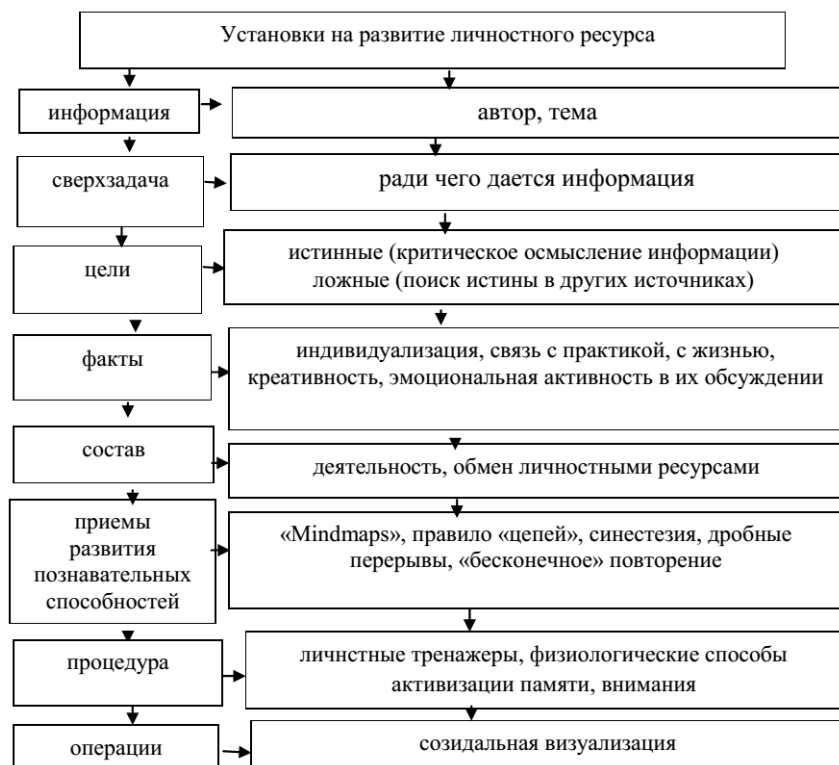 Установки на развитие личностного ресурса
информация
автор, тема
сверхзадача
ради чего дается информация
цели
истинные (критическое осмысление информации)
ложные (поиск истины в других источниках)
факты
индивидуализация, связь с практикой, с жизнью,
креативность, эмоциональная активность в их обсуждении
состав
деятельность, обмен личностными ресурсами
приемы
развития
познавательных
способностей
«Mindmaps», правило «цепей», синестезия, дробные
перерывы, «бесконечное» повторение
процедура
личнстные тренажеры, физиологические способы
активизации памяти, внимания
операции
созидальная визуализация